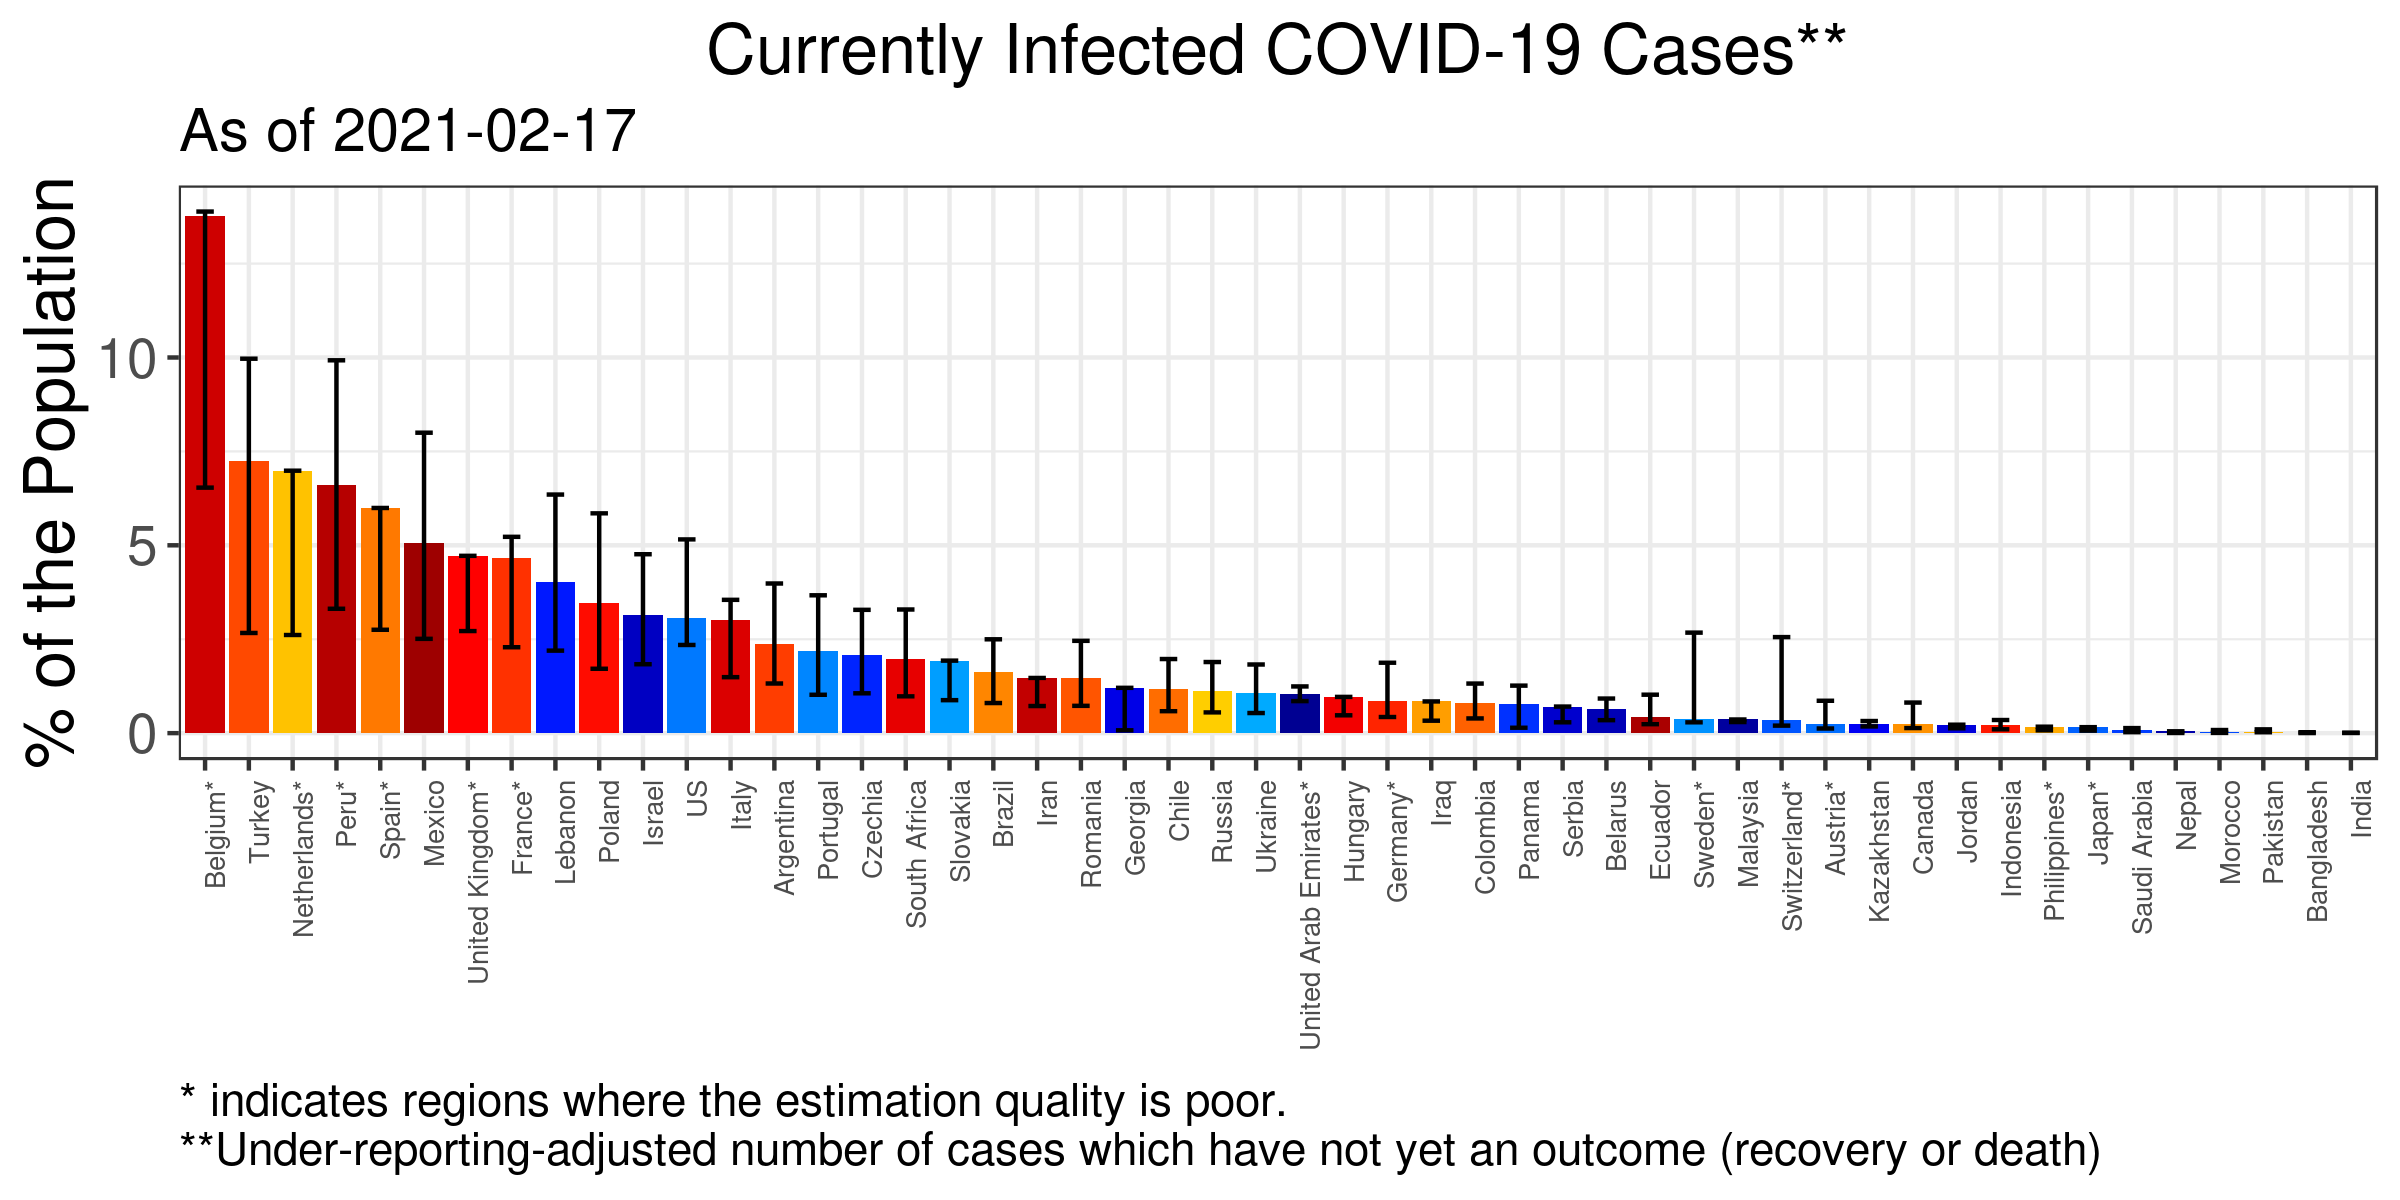 Currently Infected COVID-19 Cases**
As of 2021-02-17
% of the Population
10
5
0
Belgium*
Turkey
Netherlands*
Peru*
Spain*
Mexico
United Kingdom*
France*
Lebanon
Poland
Israel
US
Italy
Argentina
Portugal
Czechia
South Africa
Slovakia
Brazil
Iran
Romania
Georgia
Chile
Russia
Ukraine
United Arab Emirates*
Hungary
Germany*
Iraq
Colombia
Panama
Serbia
Belarus
Ecuador
Sweden*
Malaysia
Switzerland*
Austria*
Kazakhstan
Canada
Jordan
Indonesia
Philippines*
Japan*
Saudi Arabia
Nepal
Morocco
Pakistan
Bangladesh
India
* indicates regions where the estimation quality is poor.
**Under-reporting-adjusted number of cases which have not yet an outcome (recovery or death)